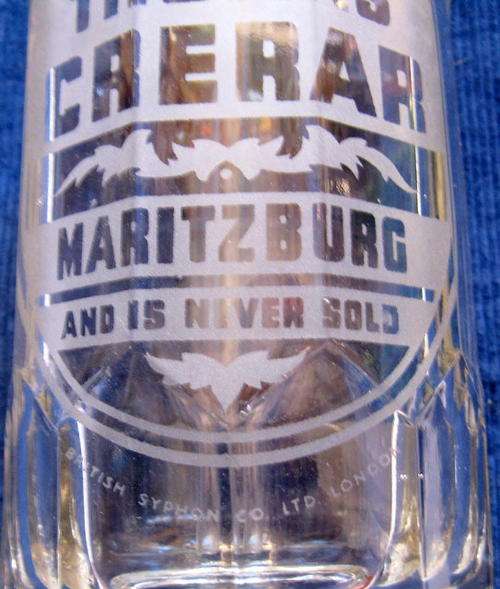 CRERAR
MARITZBURG
AND IS NEVER SOLD
BRITISH SYPHON CO. LTD. LONDON